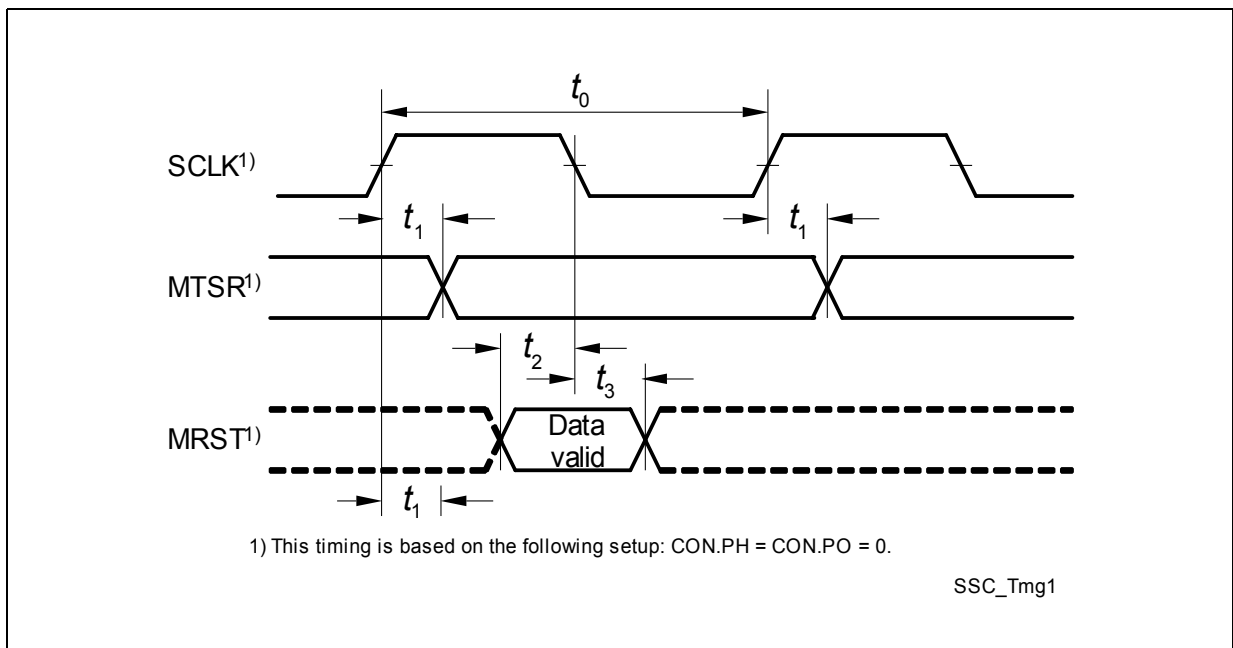 t₀
SCLK¹⁾
t₁ t₁
MTSR¹⁾
t₂
t₃
MRST¹⁾ Data valid
t₁
1) This timing is based on the following setup: CON.PH = CON.PO = 0.
SSC_Tmg1